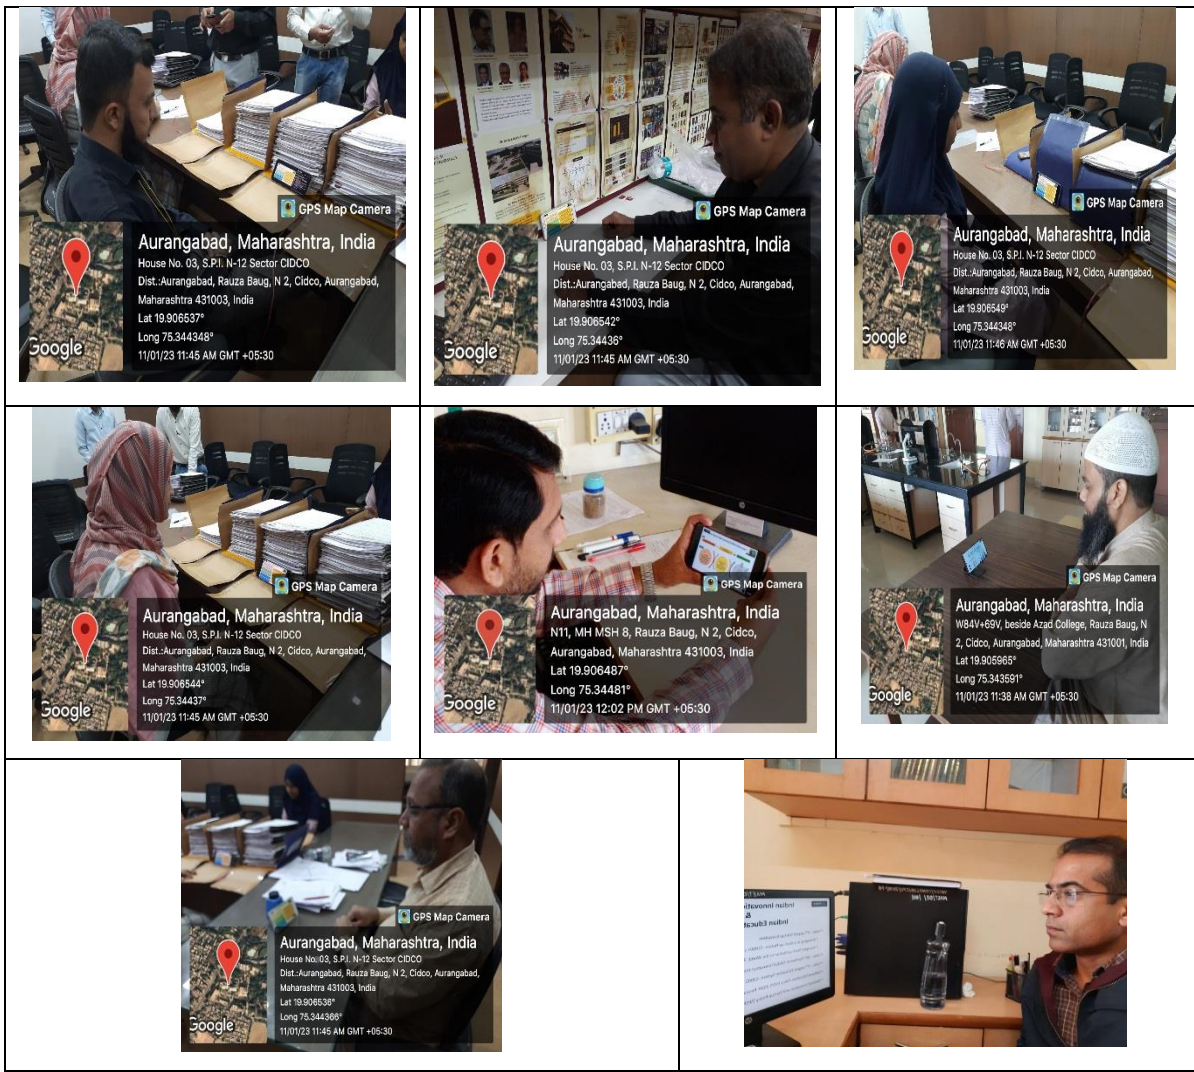 GPS Map Camera
Aurangabad, Maharashtra, India
House No. 03, S.P.I. N-12 Sector CIDCO
Dist.:Aurangabad, Rauza Baug, N 2, Cidco, Aurangabad,
Maharashtra 431003, India
Lat 19.906537°
Long 75.344348°
11/01/23 11:45 AM GMT +05:30
Google
GPS Map Camera
Aurangabad, Maharashtra, India
House No. 03, S.P.I. N-12 Sector CIDCO
Dist.:Aurangabad, Rauza Baug, N 2, Cidco, Aurangabad,
Maharashtra 431003, India
Lat 19.906542°
Long 75.34436°
11/01/23 11:45 AM GMT +05:30
Google
GPS Map Camera
Aurangabad, Maharashtra, India
House No. 03, S.P.I. N-12 Sector CIDCO
Dist.:Aurangabad, Rauza Baug, N 2, Cidco, Aurangabad,
Maharashtra 431003, India
Lat 19.906549°
Long 75.344348°
11/01/23 11:46 AM GMT +05:30
Google
GPS Map Camera
Aurangabad, Maharashtra, India
House No. 03, S.P.I. N-12 Sector CIDCO
Dist.:Aurangabad, Rauza Baug, N 2, Cidco, Aurangabad,
Maharashtra 431003, India
Lat 19.906544°
Long 75.34437°
11/01/23 11:45 AM GMT +05:30
Google
GPS Map Camera
Aurangabad, Maharashtra, India
N11, MH MSH 8, Rauza Baug, N 2, Cidco,
Aurangabad, Maharashtra 431003, India
Lat 19.906487°
Long 75.34481°
11/01/23 12:02 PM GMT +05:30
Google
GPS Map Camera
Aurangabad, Maharashtra, India
W84V+69V, beside Azad College, Rauza Baug, N
2, Cidco, Aurangabad, Maharashtra 431001, India
Lat 19.905965°
Long 75.343591°
11/01/23 11:38 AM GMT +05:30
Google
GPS Map Camera
Aurangabad, Maharashtra, India
House No. 03, S.P.I. N-12 Sector CIDCO
Dist.:Aurangabad, Rauza Baug, N 2, Cidco, Aurangabad,
Maharashtra 431003, India
Lat 19.906536°
Long 75.344366°
11/01/23 11:45 AM GMT +05:30
Google
Indian Innovati
&
Indian Educat